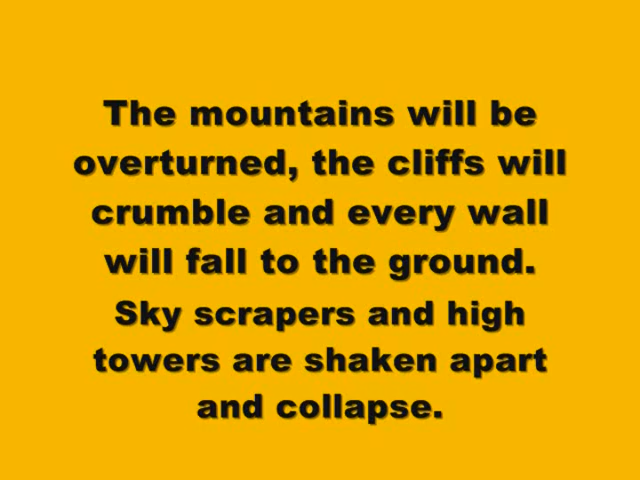 The mountains will be
overturned, the cliffs will
crumble and every wall
will fall to the ground.
Sky scrapers and high
towers are shaken apart
and collapse.